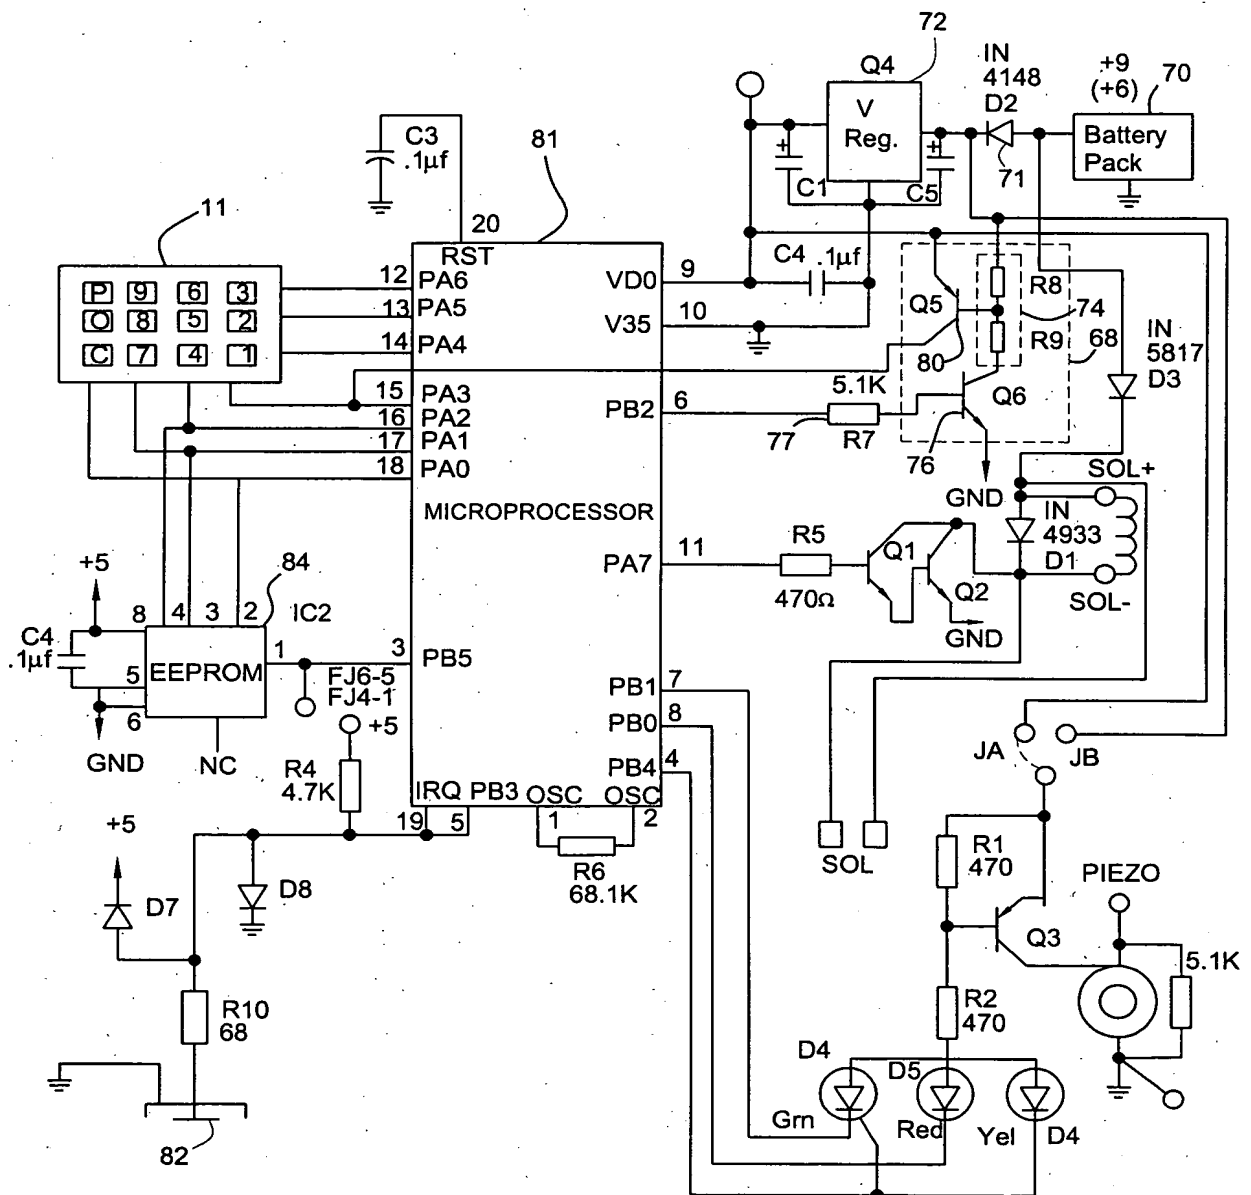 72
IN
4148
D2
+9
(+6)
70
Q4
V
Reg.
Battery
Pack
71
C3
.1µf
81
C1
C5
11
20
RST
12
PA6
13
PA5
14
PA4
15
PA3
16
PA2
17
PA1
18
PA0
P 9 6 3
O 8 5 2
C 7 4 1
VD0
9
C4
.1µf
V35
10
Q5
80
R8
74
R9
68
IN
5817
D3
5.1K
PB2
6
77
R7
Q6
76
GND
SOL+
MICROPROCESSOR
PA7
11
R5
470Ω
Q1
Q2
GND
IN
4933
D1
SOL-
+5
84
IC2
8
4
3
2
C4
.1µf
EEPROM
1
5
6
GND
NC
3
PB5
FJ6-5
FJ4-1
+5
R4
4.7K
PB1
7
PB0
8
PB4
4
IRQ
PB3
OSC
OSC
19
5
1
2
R6
68.1K
JA
JB
SOL
+5
D7
D8
R1
470
PIEZO
Q3
5.1K
R10
68
R2
470
82
D4
D5
Grn
Red
Yel
D4